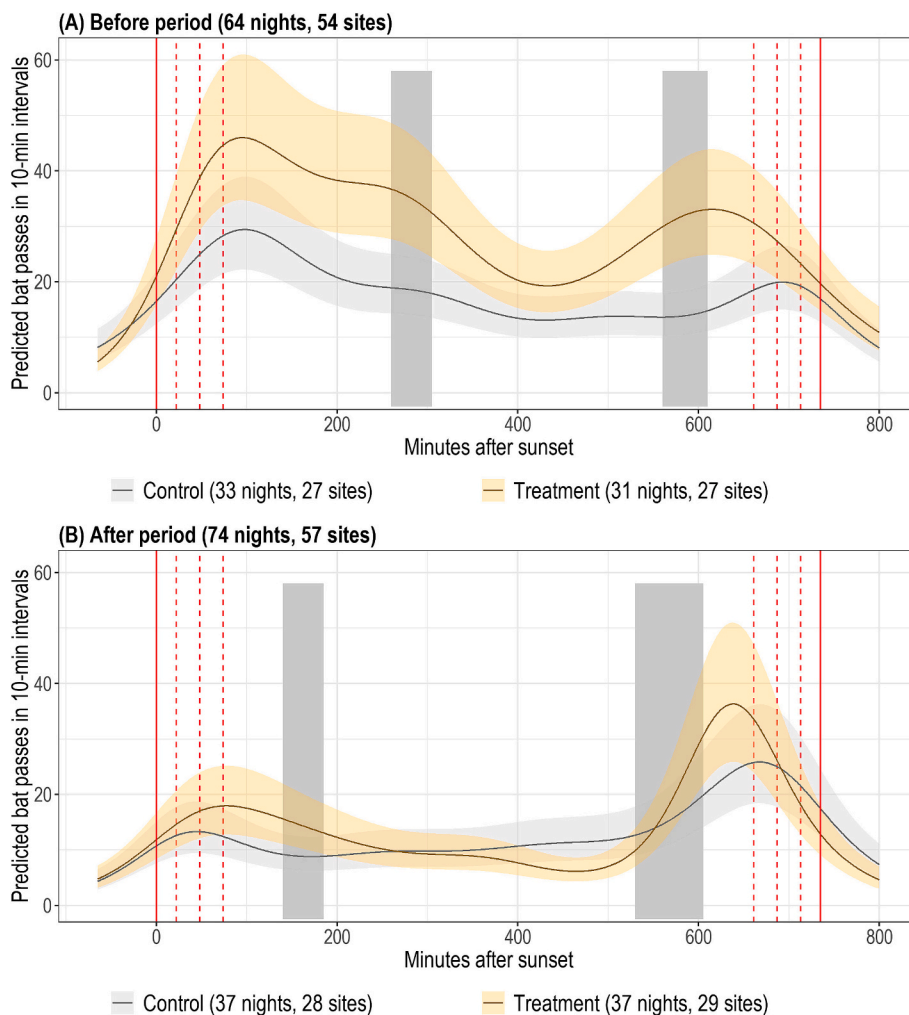 (A) Before period (64 nights, 54 sites)
60
40
20
0
Predicted bat passes in 10-min intervals
0 200 400 600 800
Minutes after sunset
Control (33 nights, 27 sites) Treatment (31 nights, 27 sites)
(B) After period (74 nights, 57 sites)
60
40
20
0
Predicted bat passes in 10-min intervals
0 200 400 600 800
Minutes after sunset
Control (37 nights, 28 sites) Treatment (37 nights, 29 sites)